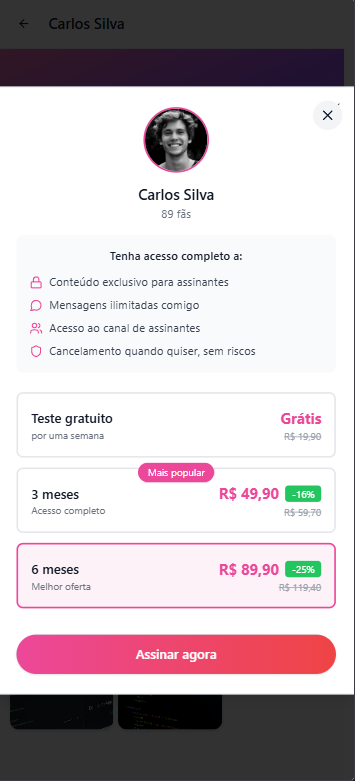 Carlos Silva
Carlos Silva
89 fãs
Tenha acesso completo a:
Conteúdo exclusivo para assinantes
Mensagens ilimitadas comigo
Acesso ao canal de assinantes
Cancelamento quando quiser, sem riscos
Teste gratuito
Grátis
por uma semana
R$ 19,90
Mais popular
3 meses
R$ 49,90 -16%
Acesso completo
R$ 59,70
6 meses
R$ 89,90 -25%
Melhor oferta
R$ 119,40
Assinar agora